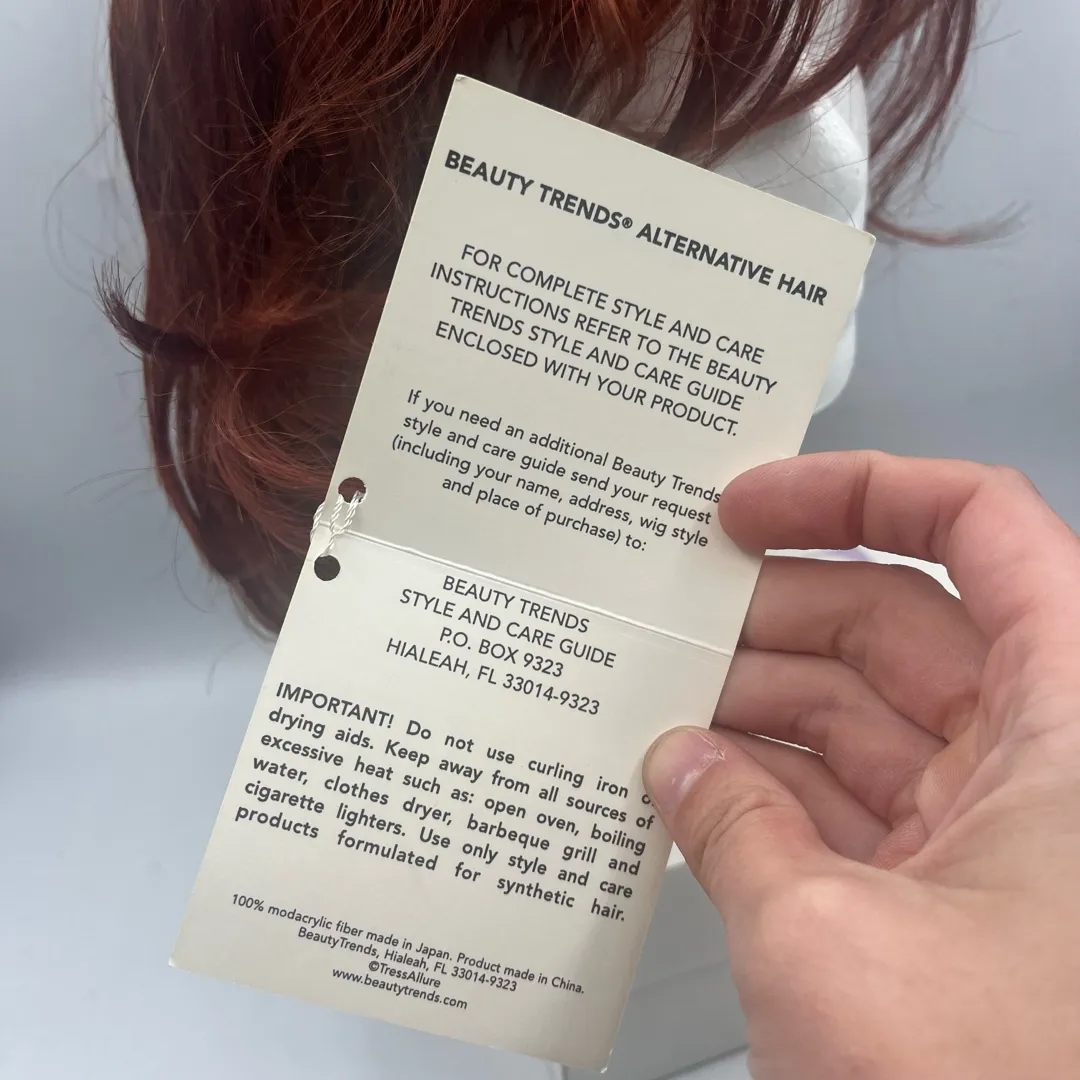 BEAUTY TRENDS® ALTERNATIVE HAIR
FOR COMPLETE STYLE AND CARE
INSTRUCTIONS REFER TO THE BEAUTY
TRENDS STYLE AND CARE GUIDE
ENCLOSED WITH YOUR PRODUCT.
If you need an additional Beauty Trends
style and care guide send your request
(including your name, address, wig style
and place of purchase) to:
BEAUTY TRENDS
STYLE AND CARE GUIDE
P.O. BOX 9323
HIALEAH, FL 33014-9323
IMPORTANT! Do not use curling iron
drying aids. Keep away from all sources of
excessive heat such as: open oven, boiling
water, clothes dryer, barbeque grill and
cigarette lighters. Use only style and care
products formulated for synthetic hair.
100% modacrylic fiber made in Japan. Product made in China.
BeautyTrends, Hialeah, FL 33014-9323
©TressAllure
www.beautytrends.com